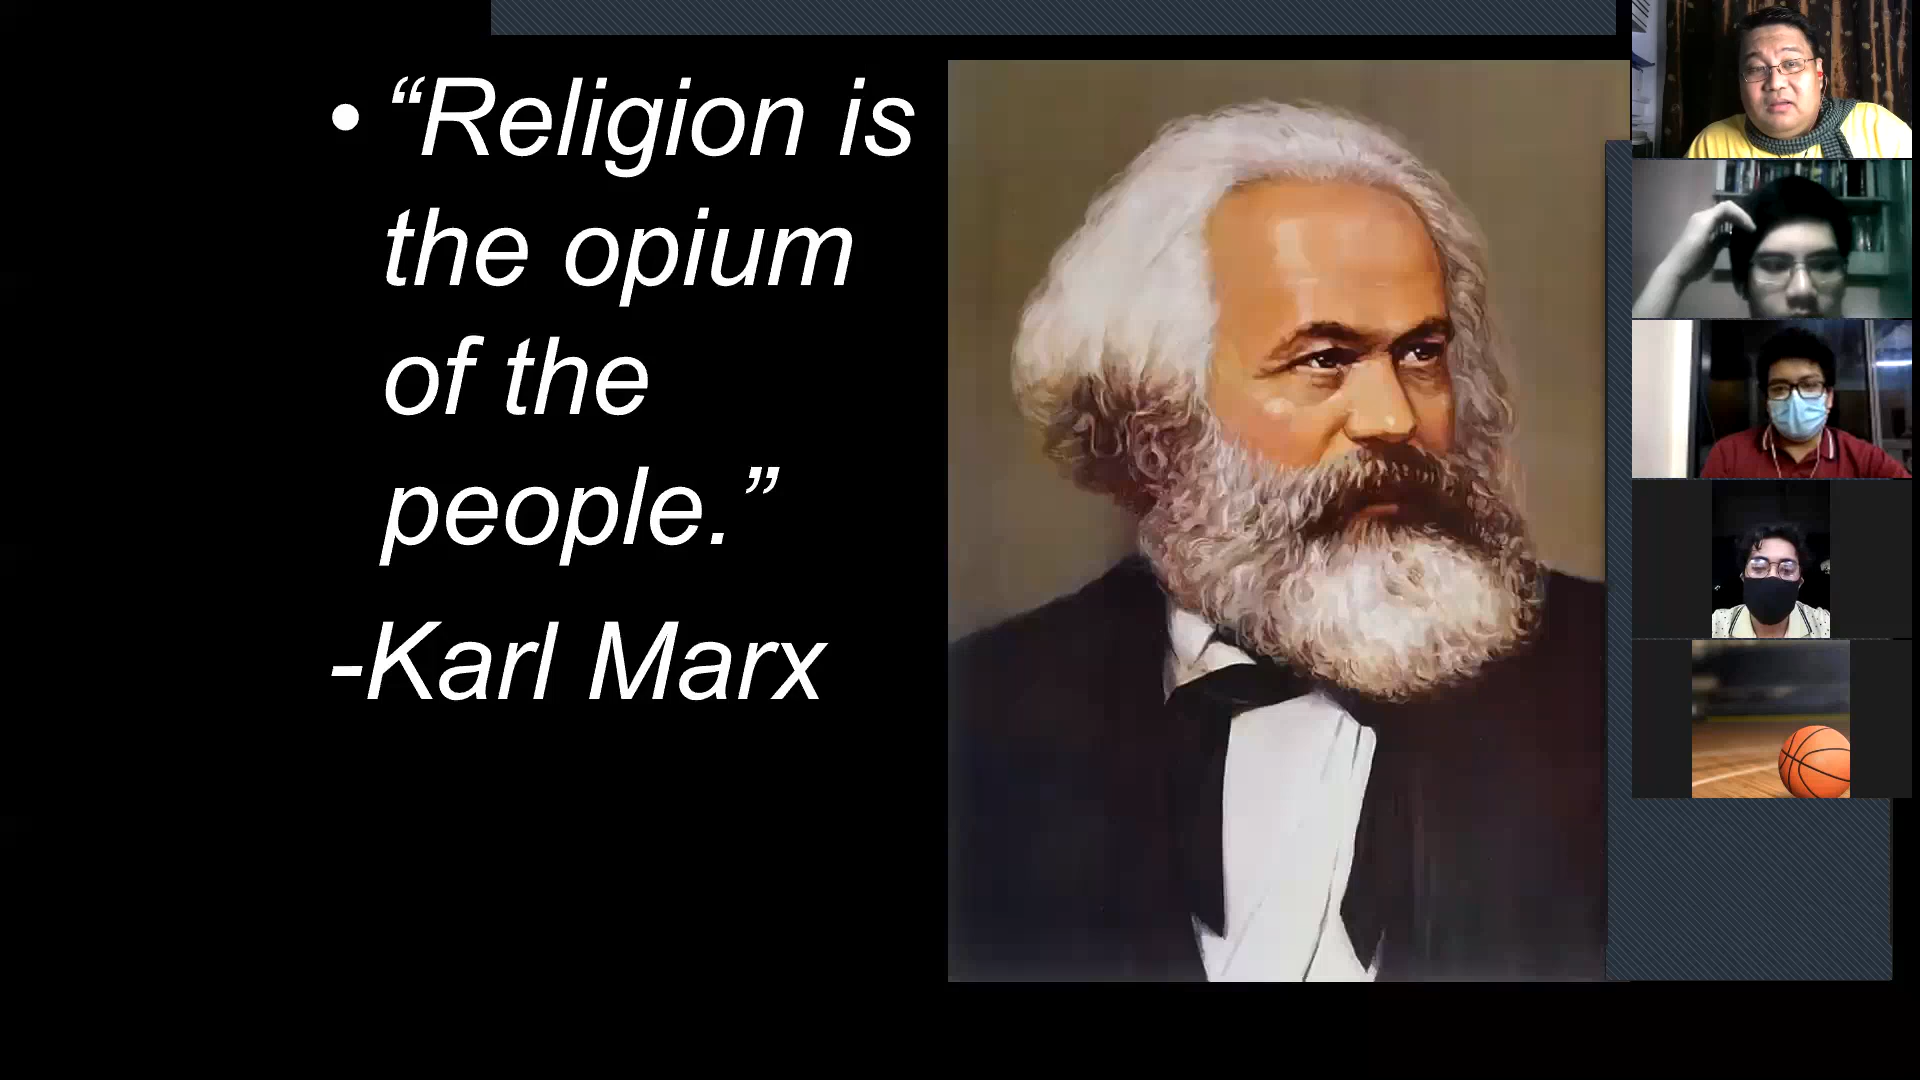 • “Religion is
the opium
of the
people.”
-Karl Marx